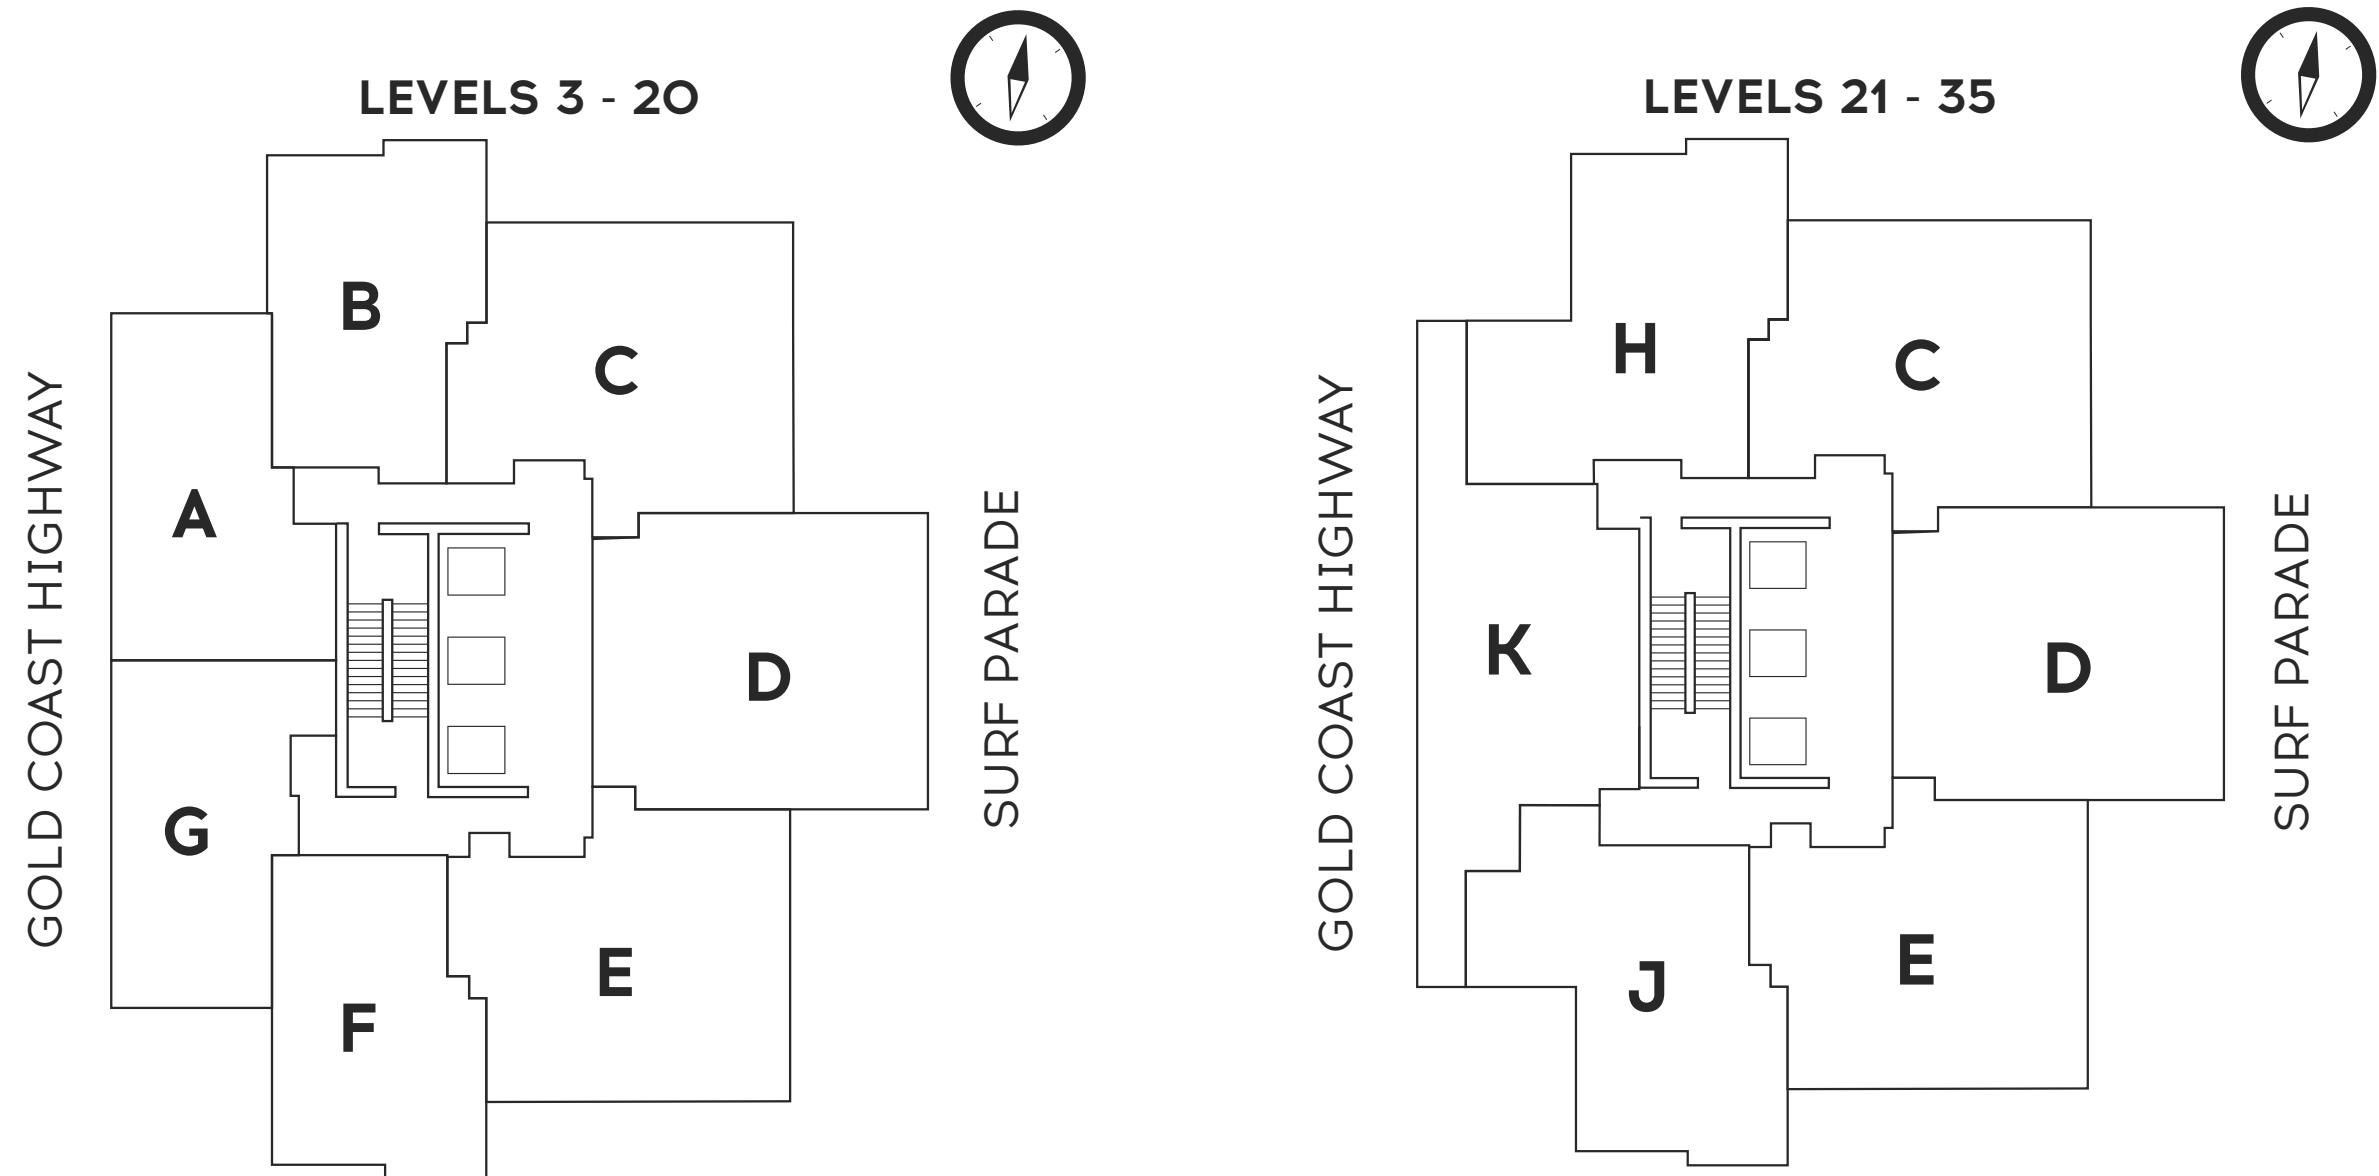 LEVELS 3 - 20
B
C
A
D
G
E
F
GOLD COAST HIGHWAY
SURF PARADE
LEVELS 21 - 35
H
C
K
D
E
J
GOLD COAST HIGHWAY
SURF PARADE